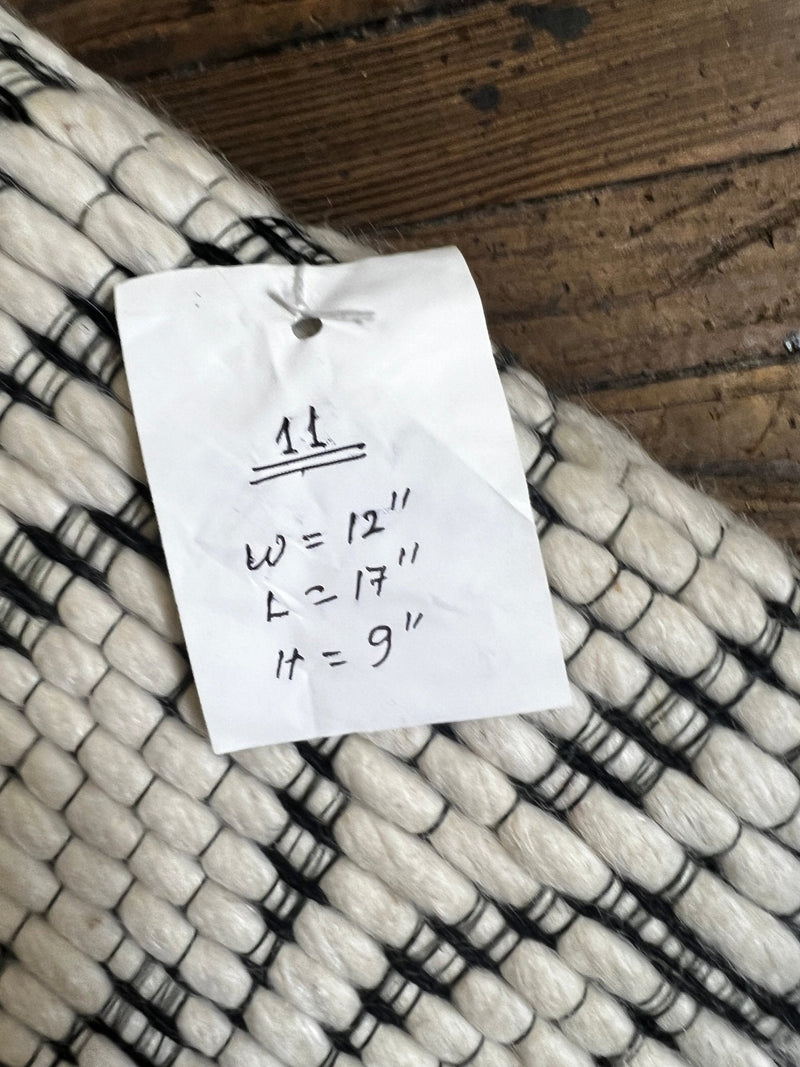 11
W = 12"
L = 17"
H = 9"